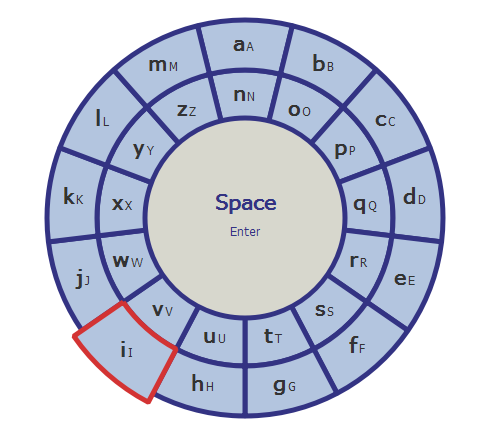 aA
bB
cC
dD
eE
fF
gG
hH
iI
jJ
kK
lL
mM
nN
oO
pP
qQ
rR
sS
tT
uU
vV
wW
xX
yY
zZ
Space
Enter